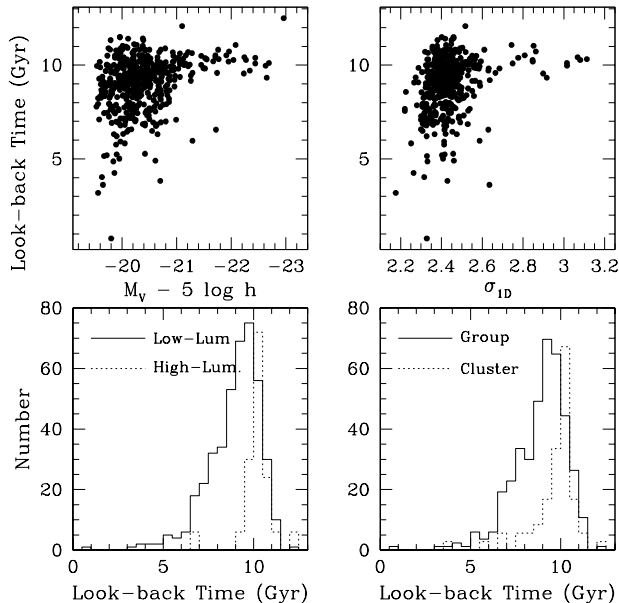 Look-back Time (Gyr)
10
5
-20 -21 -22 -23
M_V - 5 log h
10
5
2.2 2.4 2.6 2.8 3 3.2
σ_1D
Number
80
60
40
20
0
Low-Lum
High-Lum.
0 5 10
Look-back Time (Gyr)
80
60
40
20
0
Group
Cluster
0 5 10
Look-back Time (Gyr)